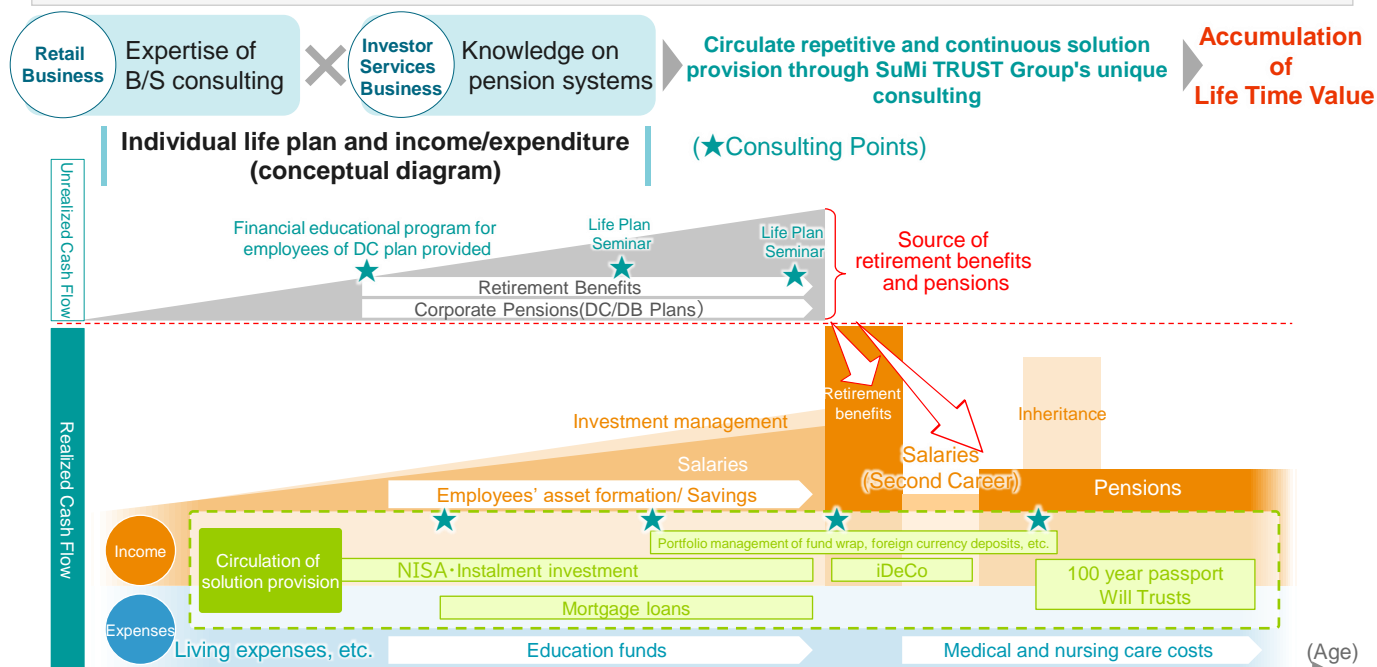 Retail
Business
Expertise of
B/S consulting
Investor
Services
Business
Knowledge on
pension systems
Circulate repetitive and continuous solution
provision through SuMi TRUST Group's unique
consulting
Accumulation
of
Life Time Value
Individual life plan and income/expenditure
(conceptual diagram)
(★Consulting Points)
Unrealized Cash Flow
Financial educational program for
employees of DC plan provided
Life Plan
Seminar
Life Plan
Seminar
Source of
retirement benefits
and pensions
Retirement Benefits
Corporate Pensions(DC/DB Plans)
Realized Cash Flow
Retirement
benefits
Inheritance
Investment management
Salaries
Salaries
(Second Career)
Employees' asset formation/ Savings
Pensions
Income
Circulation of
solution provision
Portfolio management of fund wrap, foreign currency deposits, etc.
NISA・Instalment investment
iDeCo
100 year passport
Will Trusts
Mortgage loans
Expenses
Living expenses, etc.
Education funds
Medical and nursing care costs
(Age)